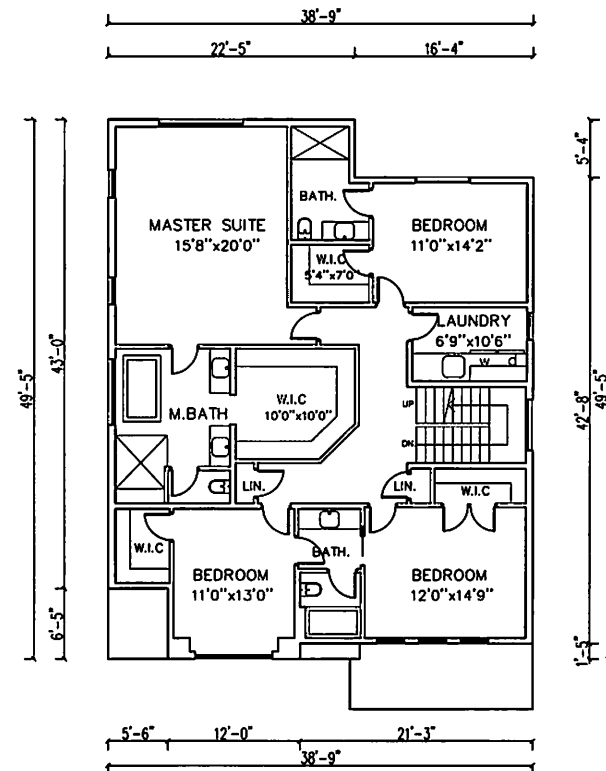 38'-9"
22'-5"
16'-4"
5'-4"
BATH.
MASTER SUITE
15'8"x20'0"
BEDROOM
11'0"x14'2"
W.I.C
5'4"x7'0"
LAUNDRY
6'9"x10'6"
W
49'-5"
43'-0"
42'-8"
49'-5"
M.BATH
W.I.C
10'0"x10'0"
UP
DN.
LIN.
LIN.
W.I.C
W.I.C
BATH.
BEDROOM
11'0"x13'0"
BEDROOM
12'0"x14'9"
6'-5"
1'-5"
5'-6"
12'-0"
21'-3"
38'-9"